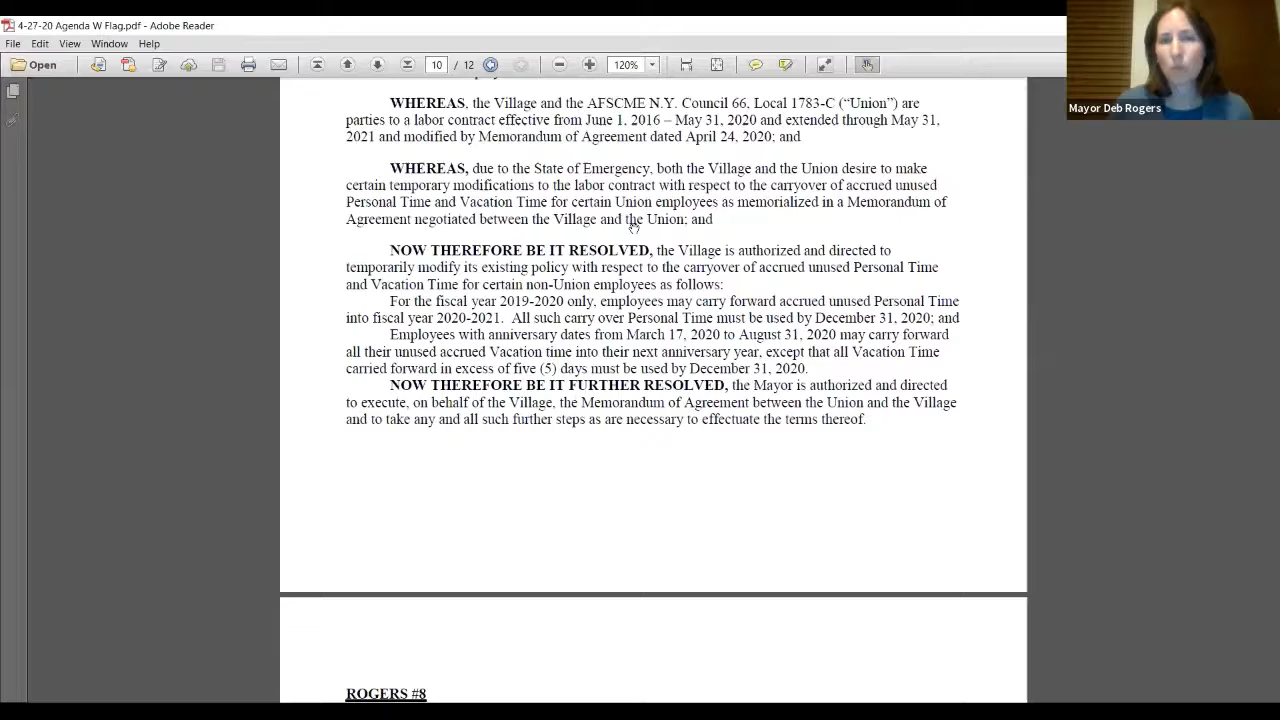 4-27-20 Agenda W Flag.pdf - Adobe Reader
File Edit View Window Help
Open 10 / 12 120%
Mayor Deb Rogers
WHEREAS, the Village and the AFSCME N.Y. Council 66, Local 1783-C (“Union”) are
parties to a labor contract effective from June 1, 2016 – May 31, 2020 and extended through May 31,
2021 and modified by Memorandum of Agreement dated April 24, 2020; and
WHEREAS, due to the State of Emergency, both the Village and the Union desire to make
certain temporary modifications to the labor contract with respect to the carryover of accrued unused
Personal Time and Vacation Time for certain Union employees as memorialized in a Memorandum of
Agreement negotiated between the Village and the Union; and
NOW THEREFORE BE IT RESOLVED, the Village is authorized and directed to
temporarily modify its existing policy with respect to the carryover of accrued unused Personal Time
and Vacation Time for certain non-Union employees as follows:
For the fiscal year 2019-2020 only, employees may carry forward accrued unused Personal Time
into fiscal year 2020-2021. All such carry over Personal Time must be used by December 31, 2020; and
Employees with anniversary dates from March 17, 2020 to August 31, 2020 may carry forward
all their unused accrued Vacation time into their next anniversary year, except that all Vacation Time
carried forward in excess of five (5) days must be used by December 31, 2020.
NOW THEREFORE BE IT FURTHER RESOLVED, the Mayor is authorized and directed
to execute, on behalf of the Village, the Memorandum of Agreement between the Union and the Village
and to take any and all such further steps as are necessary to effectuate the terms thereof.
ROGERS #8